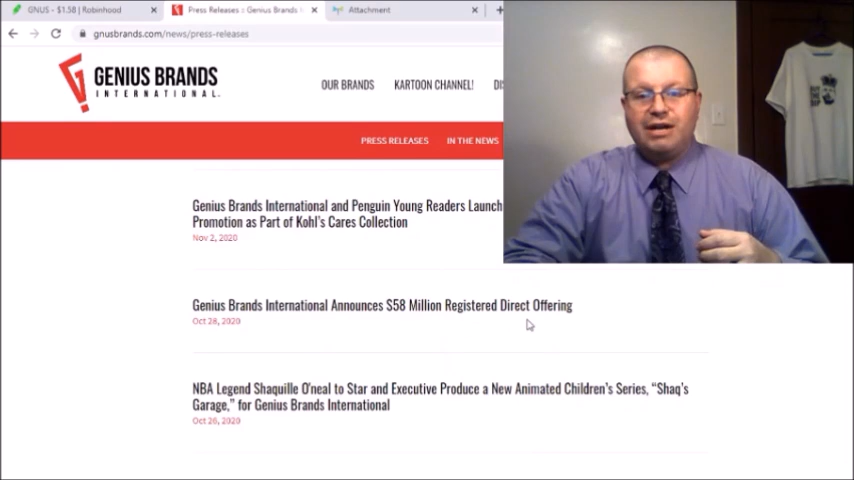 GNUS - $1.58 | Robinhood
Press Releases :: Genius Brands
Attachment
gnusbrands.com/news/press-releases
GENIUS BRANDS
INTERNATIONAL
OUR BRANDS
KARTOON CHANNEL!
PRESS RELEASES
IN THE NEWS
Genius Brands International and Penguin Young Readers Launch
Promotion as Part of Kohl's Cares Collection
Nov 2, 2020
Genius Brands International Announces $58 Million Registered Direct Offering
Oct 28, 2020
NBA Legend Shaquille O'neal to Star and Executive Produce a New Animated Children's Series, "Shaq's
Garage," for Genius Brands International
Oct 26, 2020